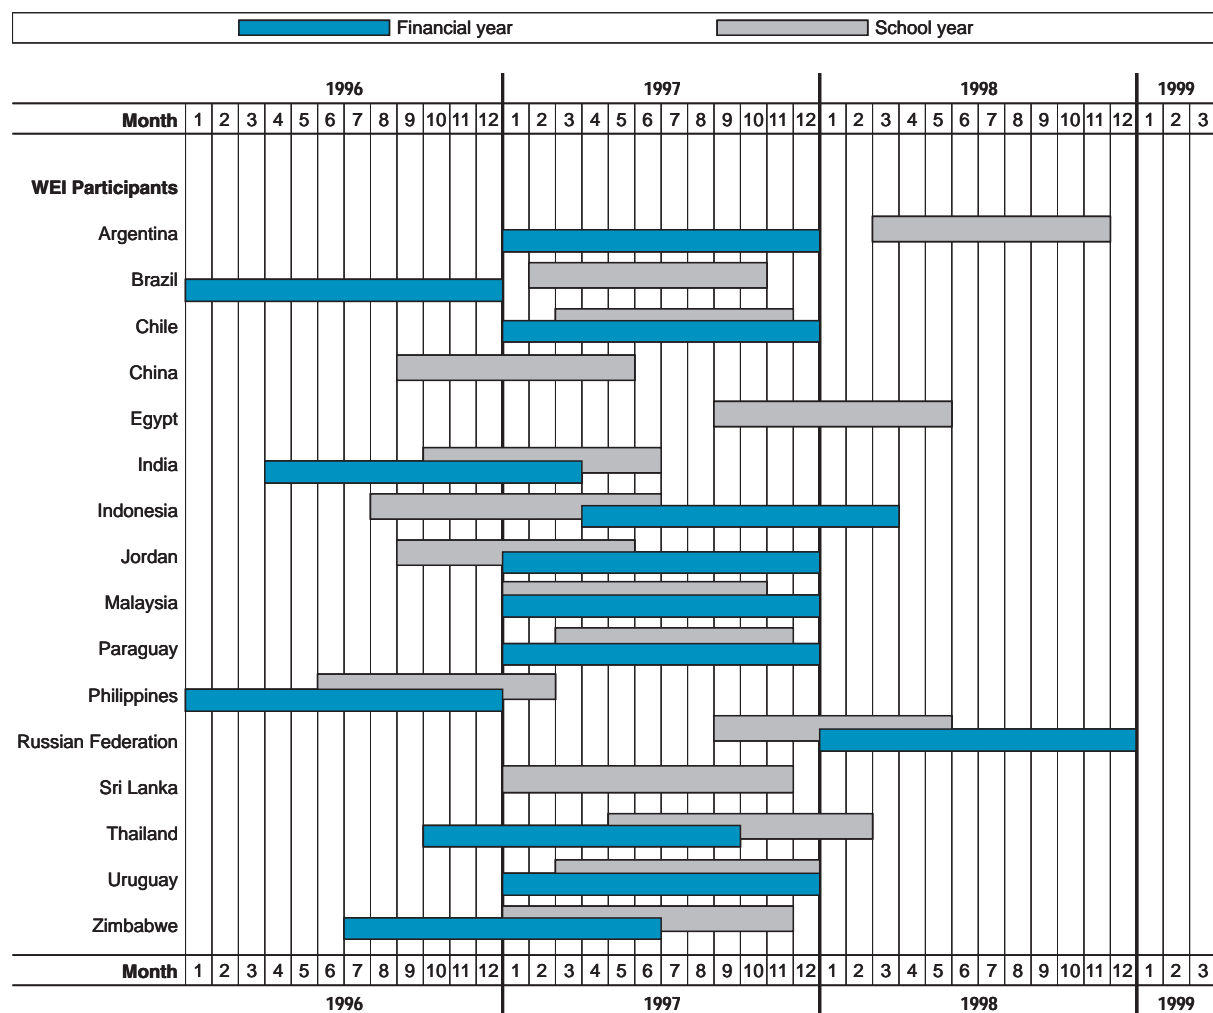 Financial year School year
1996 1997 1998 1999
Month 1 2 3 4 5 6 7 8 9 10 11 12 1 2 3 4 5 6 7 8 9 10 11 12 1 2 3 4 5 6 7 8 9 10 11 12 1 2 3
WEI Participants
Argentina
Brazil
Chile
China
Egypt
India
Indonesia
Jordan
Malaysia
Paraguay
Philippines
Russian Federation
Sri Lanka
Thailand
Uruguay
Zimbabwe
Month 1 2 3 4 5 6 7 8 9 10 11 12 1 2 3 4 5 6 7 8 9 10 11 12 1 2 3 4 5 6 7 8 9 10 11 12 1 2 3
1996 1997 1998 1999